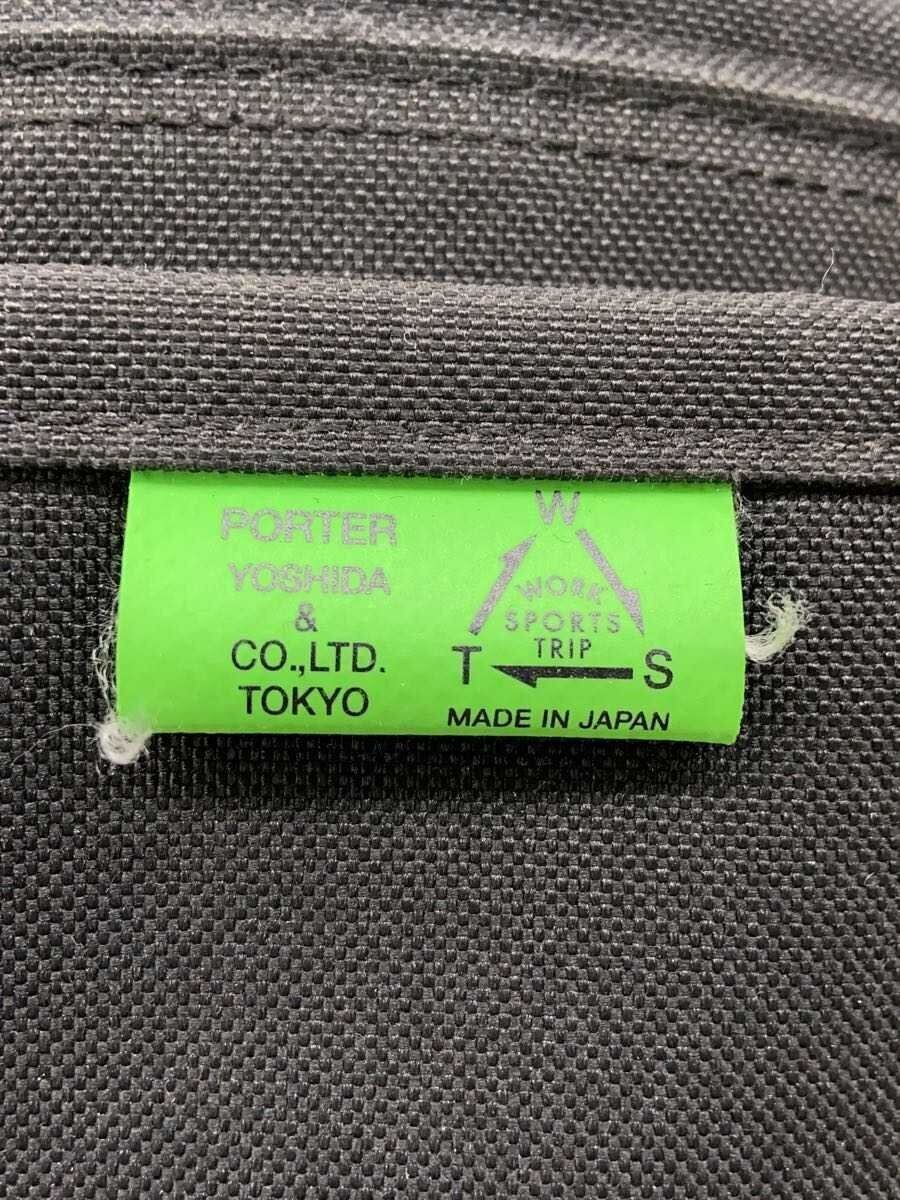 PORTER
YOSHIDA
&
CO.,LTD.
TOKYO
W
WORK
SPORTS
TRIP
T S
MADE IN JAPAN